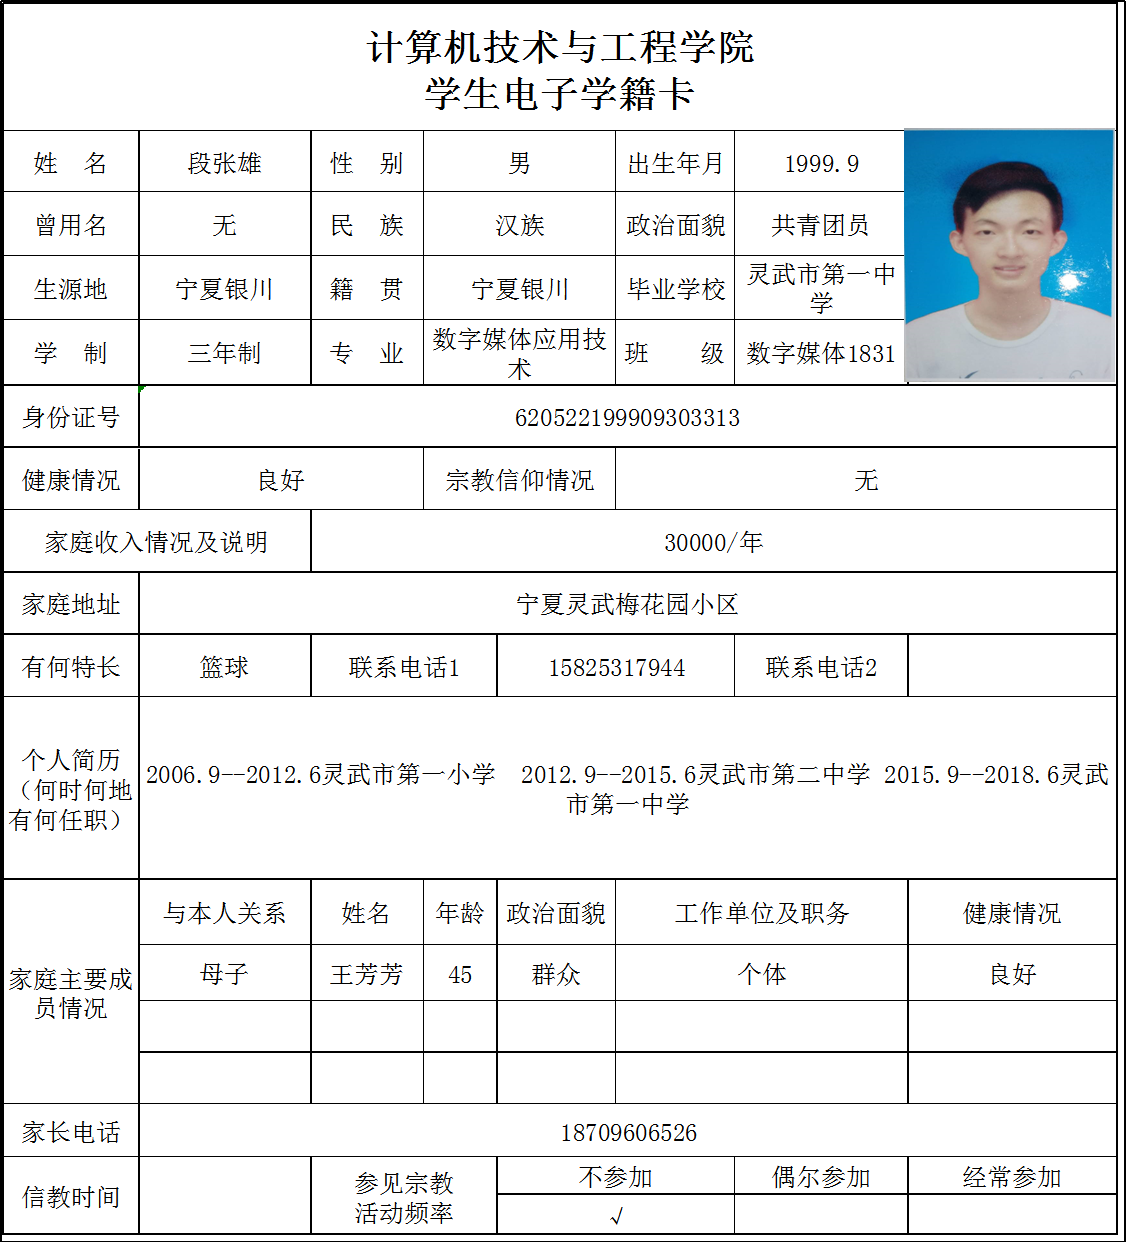 计算机技术与工程学院
学生电子学籍卡
姓 名 段张雄 性 别 男 出生年月 1999.9
曾用名 无 民 族 汉族 政治面貌 共青团员
生源地 宁夏银川 籍 贯 宁夏银川 毕业学校 灵武市第一中
学
学 制 三年制 专 业 数字媒体应用技
术 班 级 数字媒体1831
身份证号 620522199909303313
健康情况 良好 宗教信仰情况 无
家庭收入情况及说明 30000/年
家庭地址 宁夏灵武梅花园小区
有何特长 篮球 联系电话1 15825317944 联系电话2
个人简历
（何时何地
有何任职）
2006.9--2012.6灵武市第一小学 2012.9--2015.6灵武市第二中学 2015.9--2018.6灵武
市第一中学
家庭主要成
员情况
与本人关系 姓名 年龄 政治面貌 工作单位及职务 健康情况
母子 王芳芳 45 群众 个体 良好
家长电话 18709606526
信教时间 参见宗教
活动频率 不参加 偶尔参加 经常参加
√